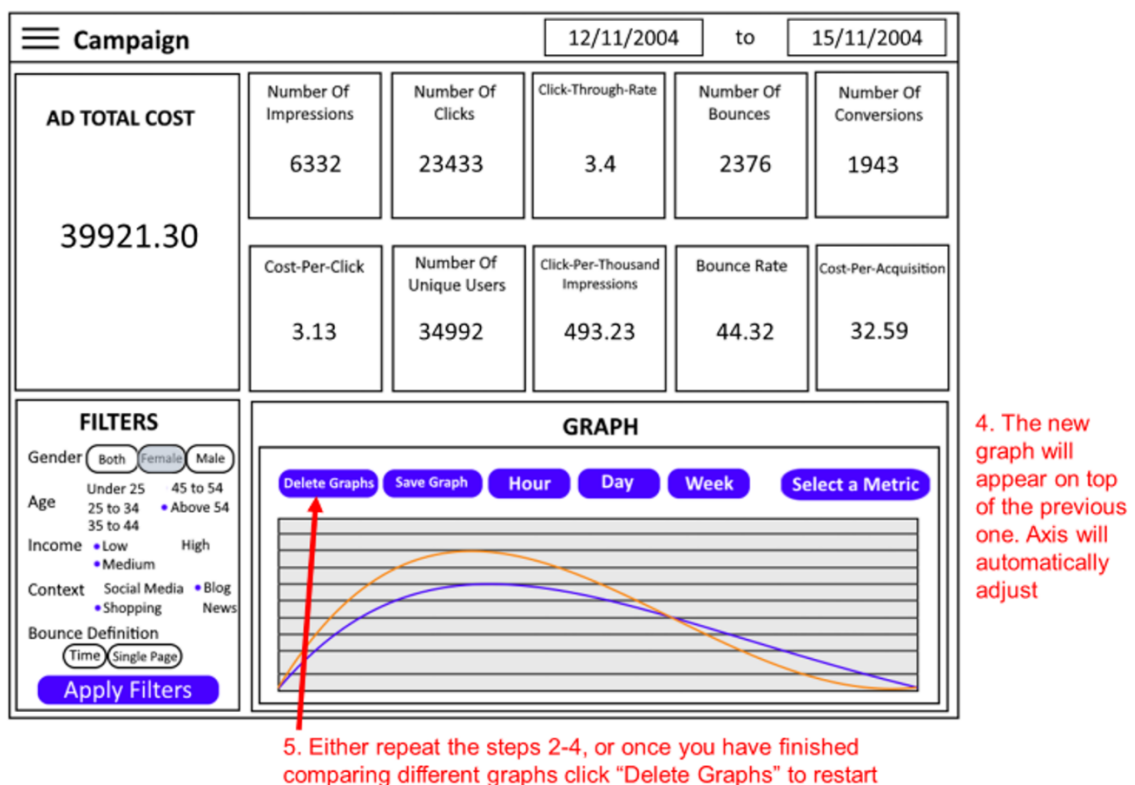 Campaign
12/11/2004 to 15/11/2004
AD TOTAL COST
39921.30
Number Of
Impressions
6332
Number Of
Clicks
23433
Click-Through-Rate
3.4
Number Of
Bounces
2376
Number Of
Conversions
1943
Cost-Per-Click
3.13
Number Of
Unique Users
34992
Click-Per-Thousand
Impressions
493.23
Bounce Rate
44.32
Cost-Per-Acquisition
32.59
FILTERS
Gender Both Female Male
Age
Under 25 45 to 54
25 to 34 Above 54
35 to 44
Income Low High
Medium
Context Social Media Blog
Shopping News
Bounce Definition
Time Single Page
Apply Filters
GRAPH
Delete Graphs Save Graph Hour Day Week Select a Metric
4. The new
graph will
appear on top
of the previous
one. Axis will
automatically
adjust
5. Either repeat the steps 2-4, or once you have finished
comparing different graphs click “Delete Graphs” to restart